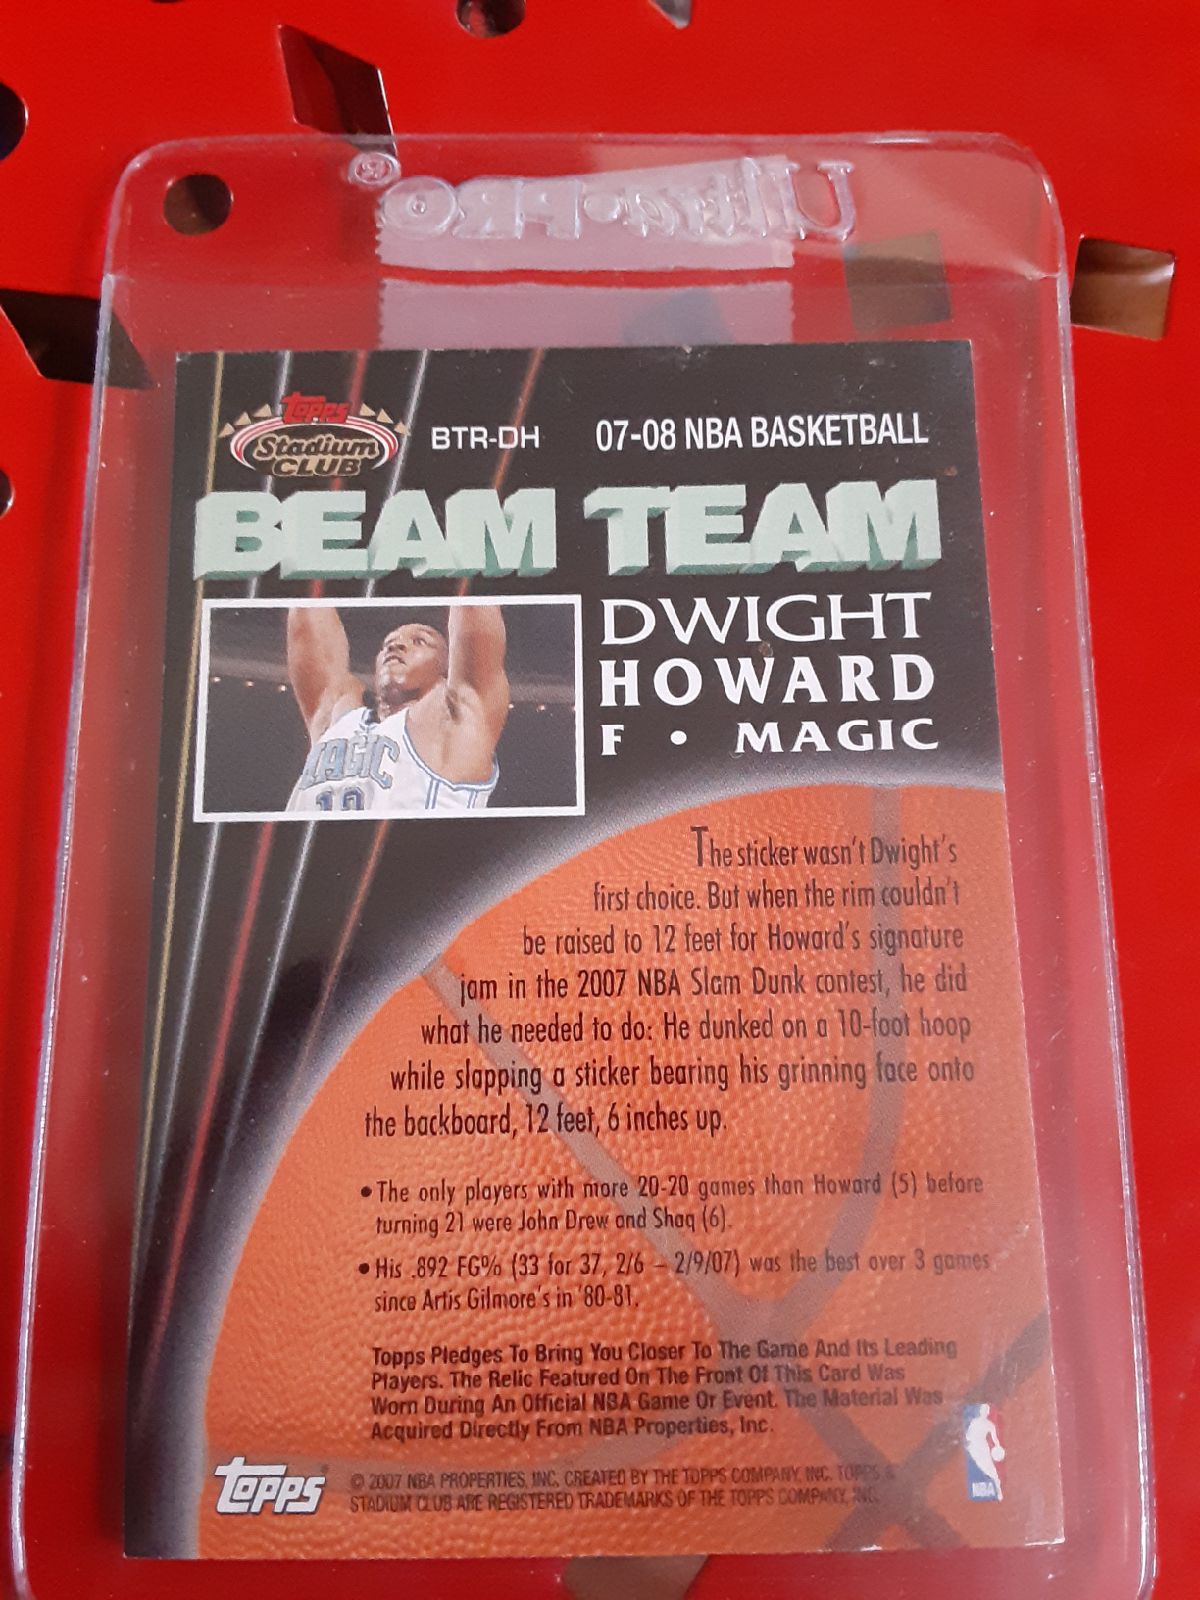 Ultra•PRO®
Topps
Stadium
CLUB
BTR-DH
07-08 NBA BASKETBALL
BEAM TEAM
DWIGHT
HOWARD
F • MAGIC
MAGIC
12
The sticker wasn't Dwight's
first choice. But when the rim couldn't
be raised to 12 feet for Howard's signature
jam in the 2007 NBA Slam Dunk contest, he did
what he needed to do: He dunked on a 10-foot hoop
while slapping a sticker bearing his grinning face onto
the backboard, 12 feet, 6 inches up.
•The only players with more 20-20 games than Howard (5) before
turning 21 were John Drew and Shaq (6).
•His .892 FG% (33 for 37, 2/6 – 2/9/07) was the best over 3 games
since Artis Gilmore's in '80-81.
Topps Pledges To Bring You Closer To The Game And Its Leading
Players. The Relic Featured On The Front Of This Card Was
Worn During An Official NBA Game Or Event. The Material Was
Acquired Directly From NBA Properties, Inc.
NBA
Topps®
© 2007 NBA PROPERTIES, INC. CREATED BY THE TOPPS COMPANY, INC. TOPPS &
STADIUM CLUB ARE REGISTERED TRADEMARKS OF THE TOPPS COMPANY, INC.